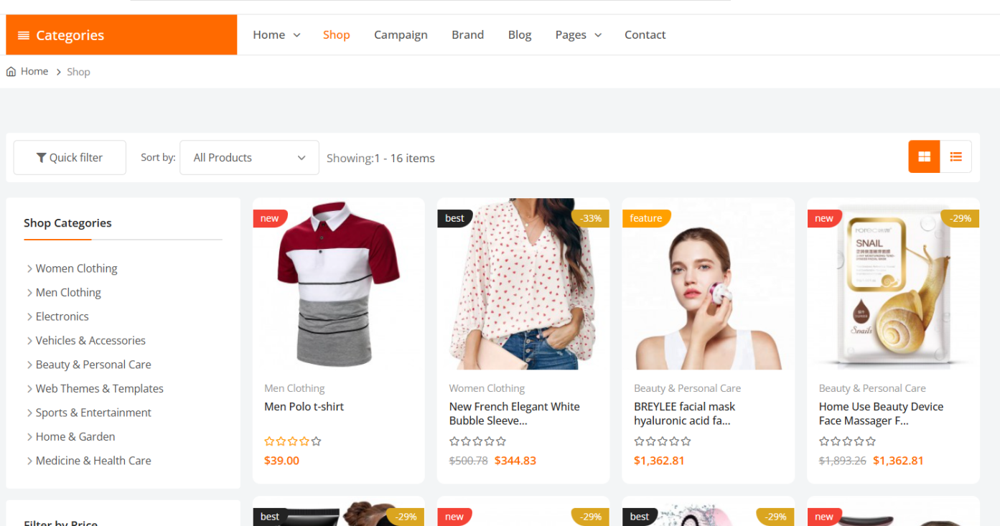 Categories
Home
Shop
Campaign
Brand
Blog
Pages
Contact
Home
Shop
Quick filter
Sort by:
All Products
Showing:1 - 16 items
Shop Categories
Women Clothing
Men Clothing
Electronics
Vehicles & Accessories
Beauty & Personal Care
Web Themes & Templates
Sports & Entertainment
Home & Garden
Medicine & Health Care
Filter by Price
new
Men Clothing
Men Polo t-shirt
$39.00
best
-33%
Women Clothing
New French Elegant White
Bubble Sleeve...
$500.78 $344.83
feature
Beauty & Personal Care
BREYLEE facial mask
hyaluronic acid fa...
$1,362.81
new
-29%
SNAIL
Snails
Beauty & Personal Care
Home Use Beauty Device
Face Massager F...
$1,893.26 $1,362.81
best
-29%
new
-29%
best
-29%
new